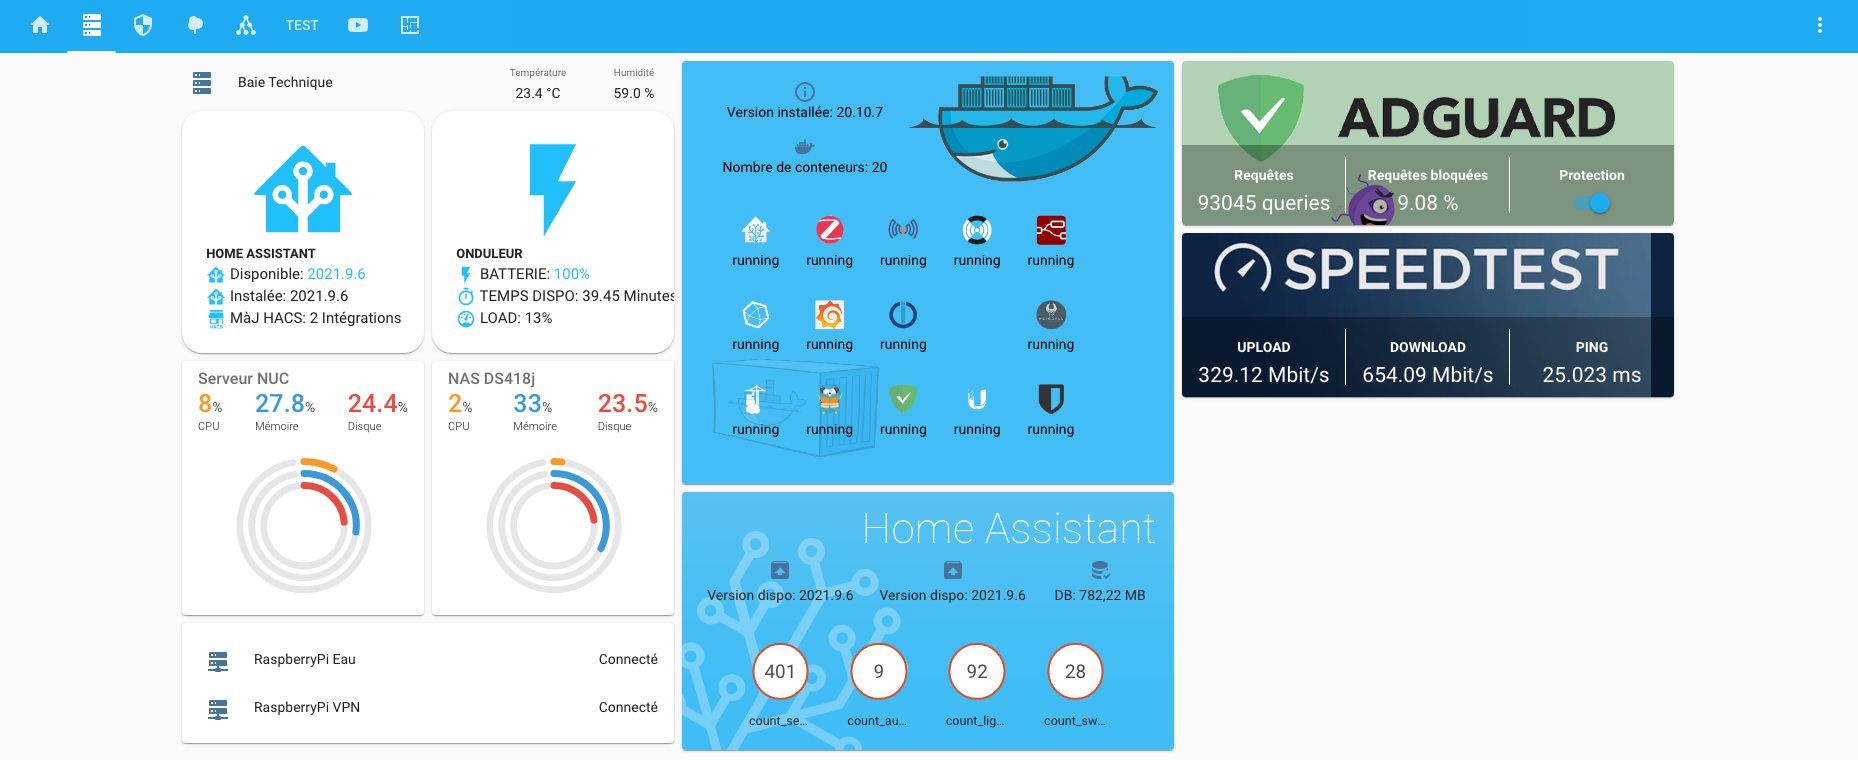 TEST
Baie Technique
Température
23.4 °C
Humidité
59.0 %
HOME ASSISTANT
Disponible: 2021.9.6
Instalée: 2021.9.6
HACS
MàJ HACS: 2 Intégrations
ONDULEUR
BATTERIE: 100%
TEMPS DISPO: 39.45 Minutes
LOAD: 13%
Serveur NUC
8% 27.8% 24.4%
CPU Mémoire Disque
NAS DS418j
2% 33% 23.5%
CPU Mémoire Disque
RaspberryPi Eau Connecté
RaspberryPi VPN Connecté
Version installée: 20.10.7
Nombre de conteneurs: 20
running running running running running
running running running running
running running running running running
Home Assistant
Version dispo: 2021.9.6 Version dispo: 2021.9.6 DB: 782,22 MB
401 9 92 28
count_se... count_au... count_lig... count_sw...
ADGUARD
Requêtes Requêtes bloquées Protection
93045 queries 9.08 %
SPEEDTEST
UPLOAD DOWNLOAD PING
329.12 Mbit/s 654.09 Mbit/s 25.023 ms